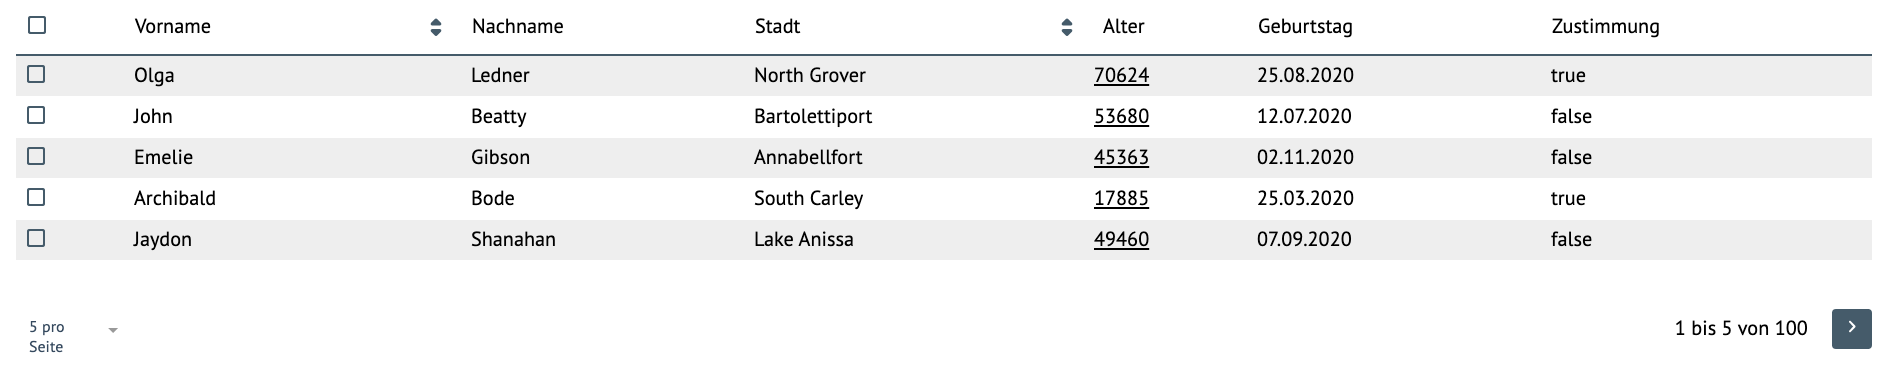 Vorname Nachname Stadt Alter Geburtstag Zustimmung
Olga Ledner North Grover 70624 25.08.2020 true
John Beatty Bartolettiport 53680 12.07.2020 false
Emelie Gibson Annabellfort 45363 02.11.2020 false
Archibald Bode South Carley 17885 25.03.2020 true
Jaydon Shanahan Lake Anissa 49460 07.09.2020 false
5 pro
Seite
1 bis 5 von 100